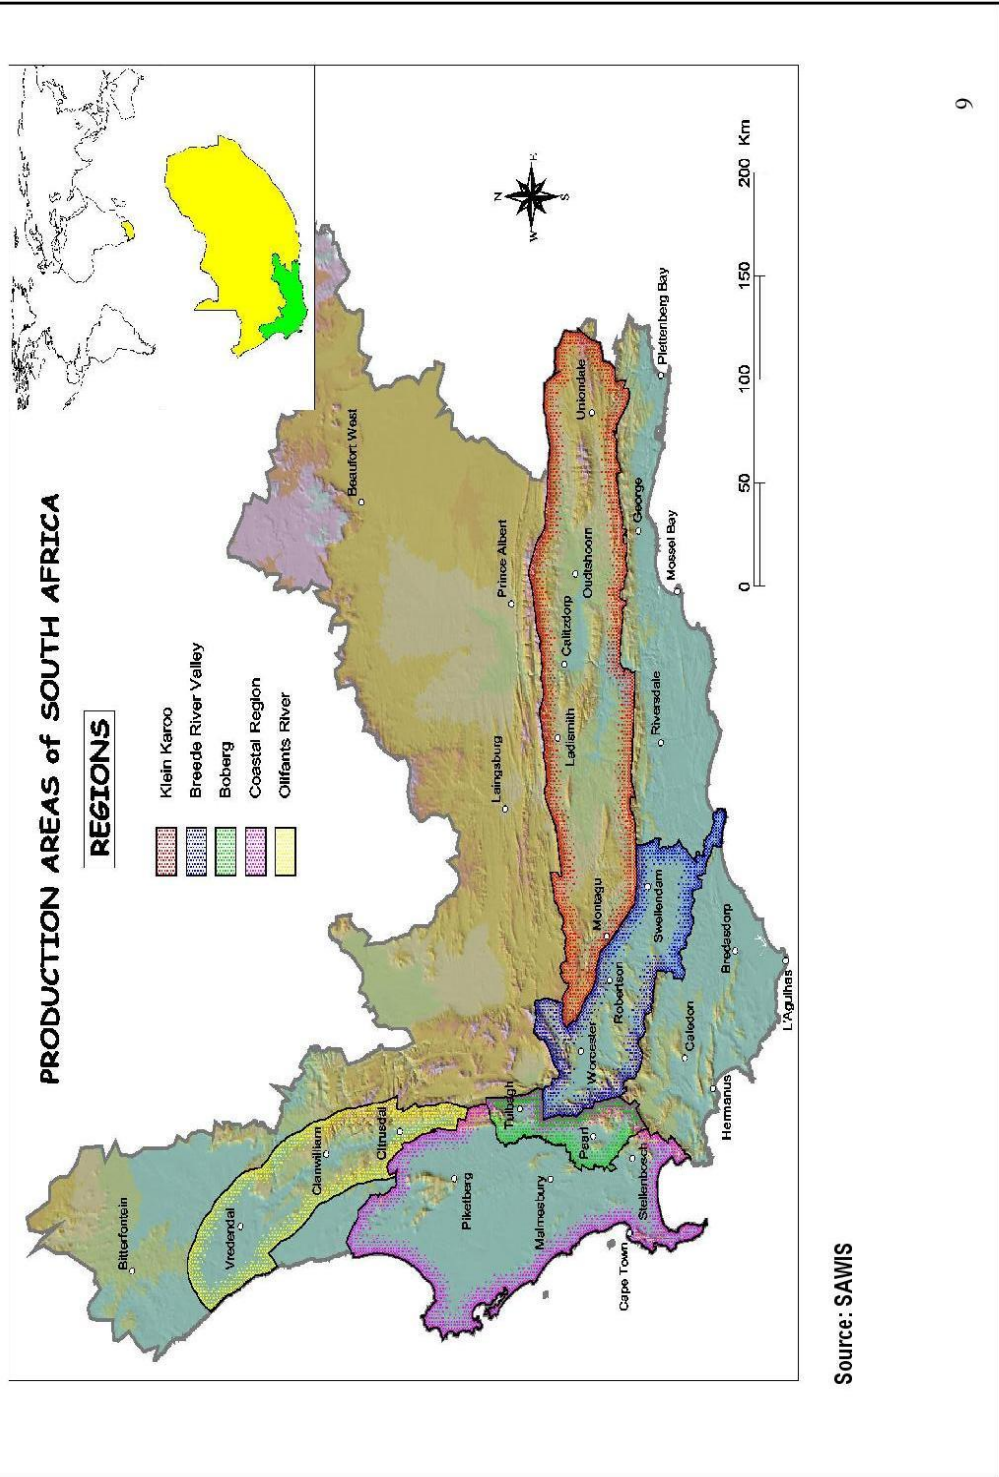 PRODUCTION AREAS of SOUTH AFRICA
REGIONS
Klein Karoo
Breede River Valley
Boberg
Coastal Region
Olifants River
N
W
E
S
Bitterfontein
Vredendal
Clanwilliam
Citrusdal
Piketberg
Malmesbury
Tulbagh
Paarl
Stellenbosch
Cape Town
Worcester
Robertson
Montagu
Swellendam
Caledon
Hermanus
Bredasdorp
L'Agulhas
Laingsburg
Prince Albert
Beaufort West
Ladismith
Calitzdorp
Oudtshoorn
Uniondale
Riversdale
Mossel Bay
George
Plettenberg Bay
0 50 100 150 200 Km
Source: SAWIS
9